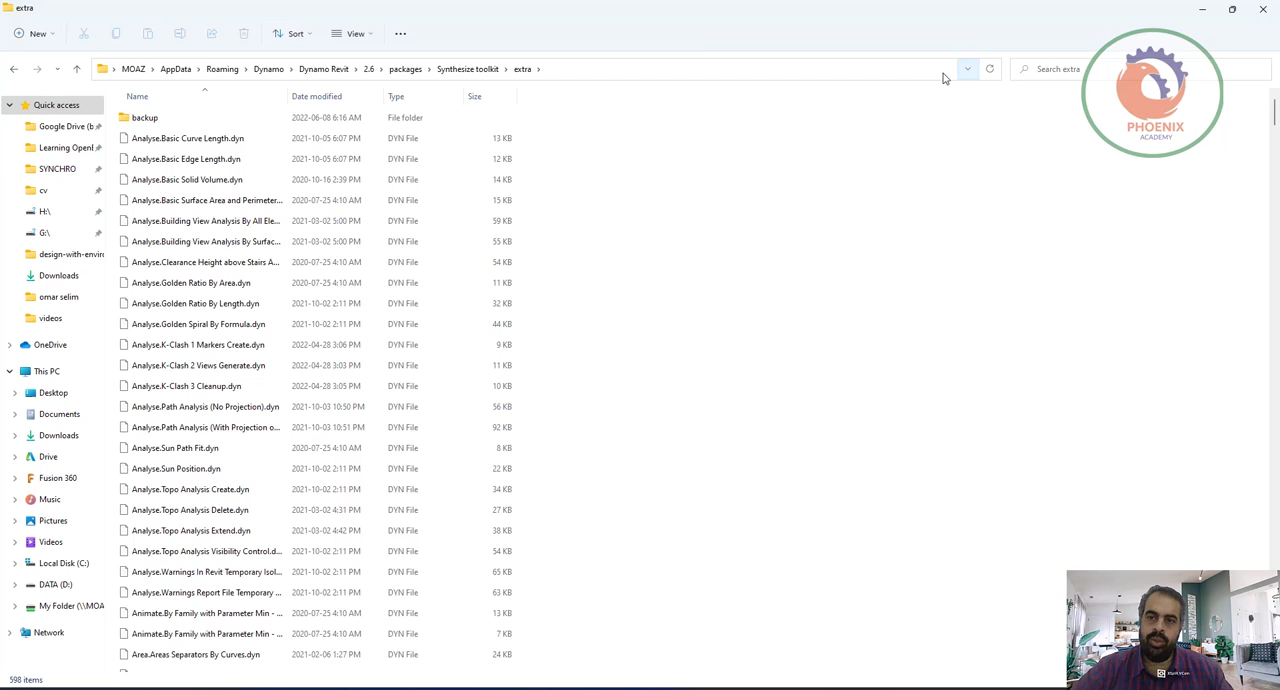 extra
New
Sort
View
MOAZ > AppData > Roaming > Dynamo > Dynamo Revit > 2.6 > packages > Synthesize toolkit > extra >
Search extra
PHOENIX
ACADEMY
Name Date modified Type Size
Quick access
Google Drive (b
Learning Openl
SYNCHRO
cv
H:\
G:\
design-with-envir
Downloads
omar selim
videos
OneDrive
This PC
Desktop
Documents
Downloads
Drive
Fusion 360
Music
Pictures
Videos
Local Disk (C:)
DATA (D:)
My Folder (\\MOA
Network
backup 2022-06-08 6:16 AM File folder
Analyse.Basic Curve Length.dyn 2021-10-05 6:07 PM DYN File 13 KB
Analyse.Basic Edge Length.dyn 2021-10-05 6:07 PM DYN File 12 KB
Analyse.Basic Solid Volume.dyn 2020-10-16 2:39 PM DYN File 14 KB
Analyse.Basic Surface Area and Perimeter... 2020-07-25 4:10 AM DYN File 15 KB
Analyse.Building View Analysis By All Ele... 2021-03-02 5:00 PM DYN File 59 KB
Analyse.Building View Analysis By Surfac... 2021-03-02 5:00 PM DYN File 55 KB
Analyse.Clearance Height above Stairs A... 2020-07-25 4:10 AM DYN File 54 KB
Analyse.Golden Ratio By Area.dyn 2020-07-25 4:10 AM DYN File 11 KB
Analyse.Golden Ratio By Length.dyn 2021-10-02 2:11 PM DYN File 32 KB
Analyse.Golden Spiral By Formula.dyn 2021-10-02 2:11 PM DYN File 44 KB
Analyse.K-Clash 1 Markers Create.dyn 2022-04-28 3:06 PM DYN File 9 KB
Analyse.K-Clash 2 Views Generate.dyn 2022-04-28 3:03 PM DYN File 11 KB
Analyse.K-Clash 3 Cleanup.dyn 2022-04-28 3:05 PM DYN File 10 KB
Analyse.Path Analysis (No Projection).dyn 2021-10-03 10:50 PM DYN File 56 KB
Analyse.Path Analysis (With Projection o... 2021-10-03 10:51 PM DYN File 92 KB
Analyse.Sun Path Fit.dyn 2020-07-25 4:10 AM DYN File 8 KB
Analyse.Sun Position.dyn 2021-10-02 2:11 PM DYN File 22 KB
Analyse.Topo Analysis Create.dyn 2021-10-02 2:11 PM DYN File 34 KB
Analyse.Topo Analysis Delete.dyn 2021-03-02 4:31 PM DYN File 27 KB
Analyse.Topo Analysis Extend.dyn 2021-03-02 4:42 PM DYN File 38 KB
Analyse.Topo Analysis Visibility Control.d... 2021-10-02 2:11 PM DYN File 54 KB
Analyse.Warnings In Revit Temporary Isol... 2021-10-02 2:11 PM DYN File 65 KB
Analyse.Warnings Report File Temporary ... 2021-10-02 2:11 PM DYN File 63 KB
Animate.By Family with Parameter Min - ... 2020-07-25 4:10 AM DYN File 13 KB
Animate.By Family with Parameter Min - ... 2020-07-25 4:10 AM DYN File 7 KB
Area.Areas Separators By Curves.dyn 2021-02-06 1:27 PM DYN File 24 KB
598 items
XSplit VCam